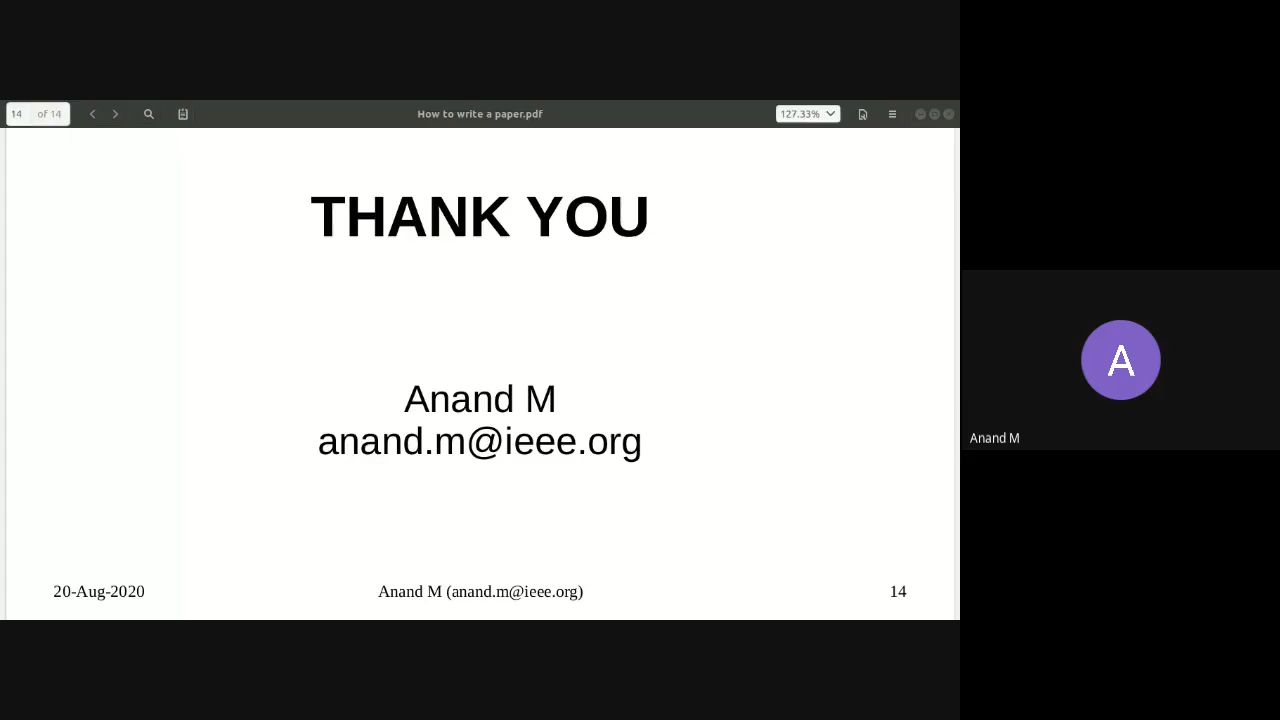 14 of 14
How to write a paper.pdf
127.33%
THANK YOU
Anand M
anand.m@ieee.org
20-Aug-2020
Anand M (anand.m@ieee.org)
14
A
Anand M